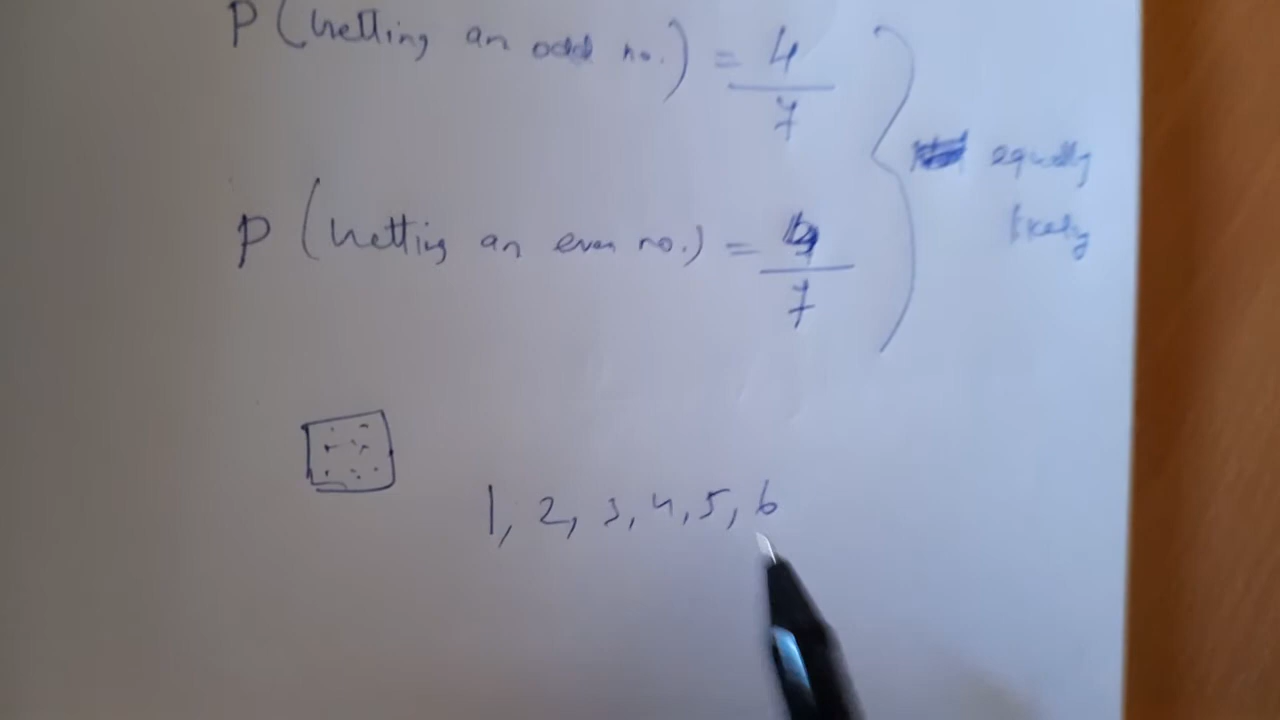 P (Getting an odd no.) = 4/7
equally
likely
P (Getting an even no.) = /7
1, 2, 3, 4, 5, 6